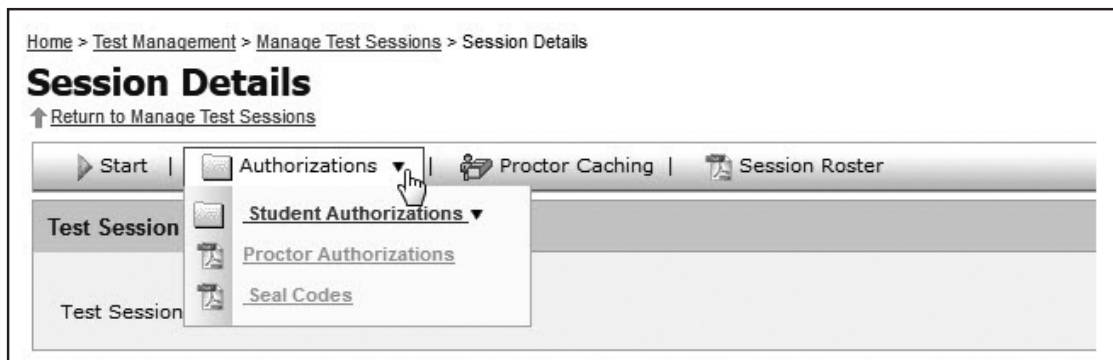 Home > Test Management > Manage Test Sessions > Session Details
Session Details
Return to Manage Test Sessions
Start | Authorizations ▼ | Proctor Caching | Session Roster
Student Authorizations ▼
Test Session
Proctor Authorizations
Seal Codes
Test Session